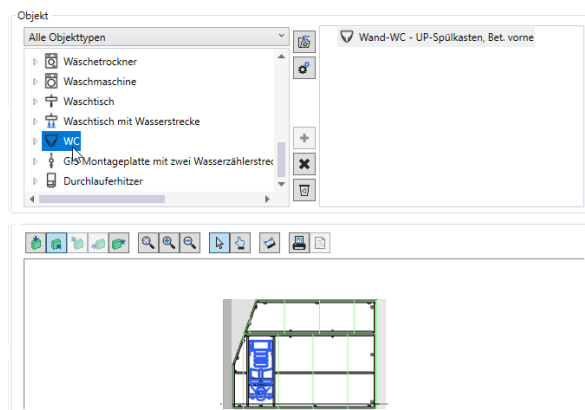 Objekt
Alle Objekttypen
Wand-WC - UP-Spülkasten, Bet. vorne
Wäschetrockner
Waschmaschine
Waschtisch
Waschtisch mit Wasserstrecke
WC
GIS-Montageplatte mit zwei Wasserzählerstrec
Durchlauferhitzer